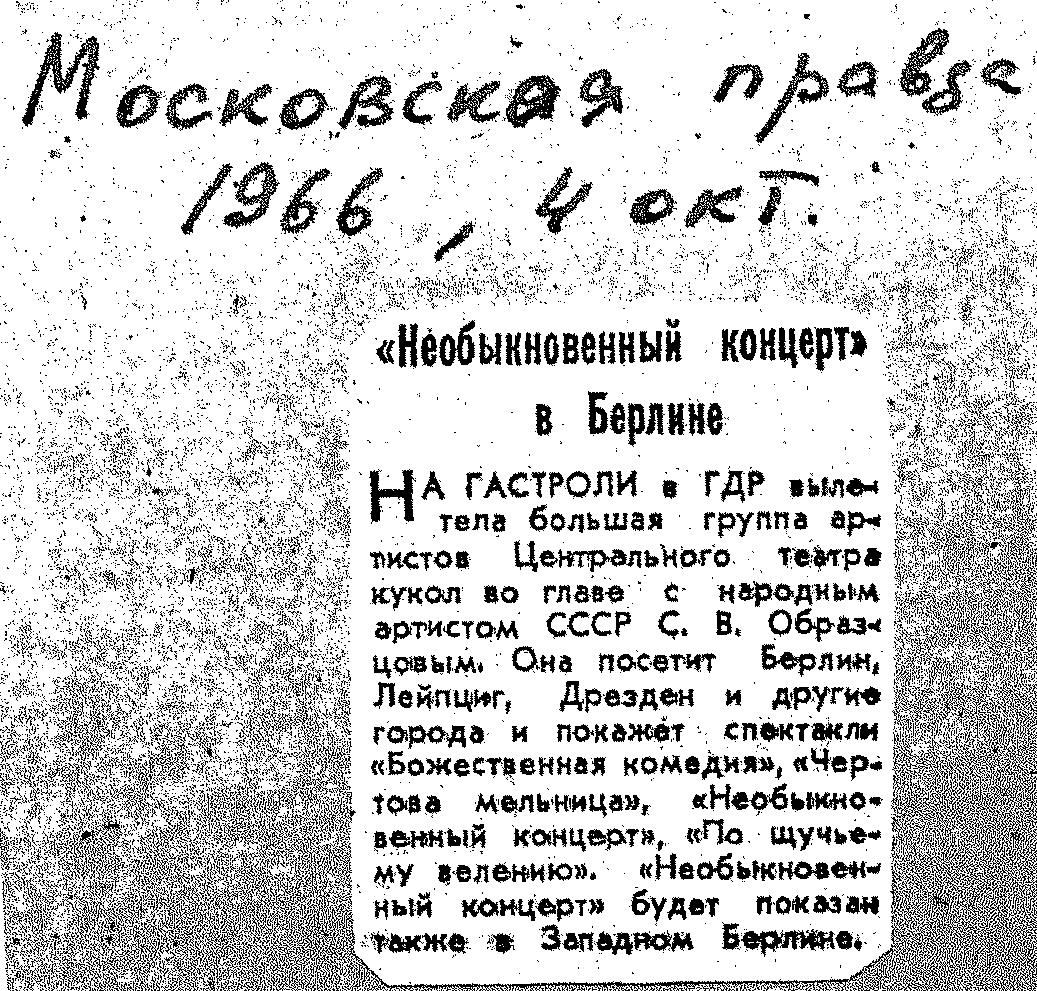 Московская правда
1966, 4 окт.
«Необыкновенный концерт»
в Берлине
НА ГАСТРОЛИ в ГДР выле-
тела большая группа ар-
тистов Центрального театра
кукол во главе с народным
артистом СССР С. В. Образ-
цовым. Она посетит Берлин,
Лейпциг, Дрезден и другие
города и покажет спектакли
«Божественная комедия», «Чер-
това мельница», «Необыкно-
венный концерт», «По щучье-
му велению». «Необыкновен-
ный концерт» будет показан
также в Западном Берлине.